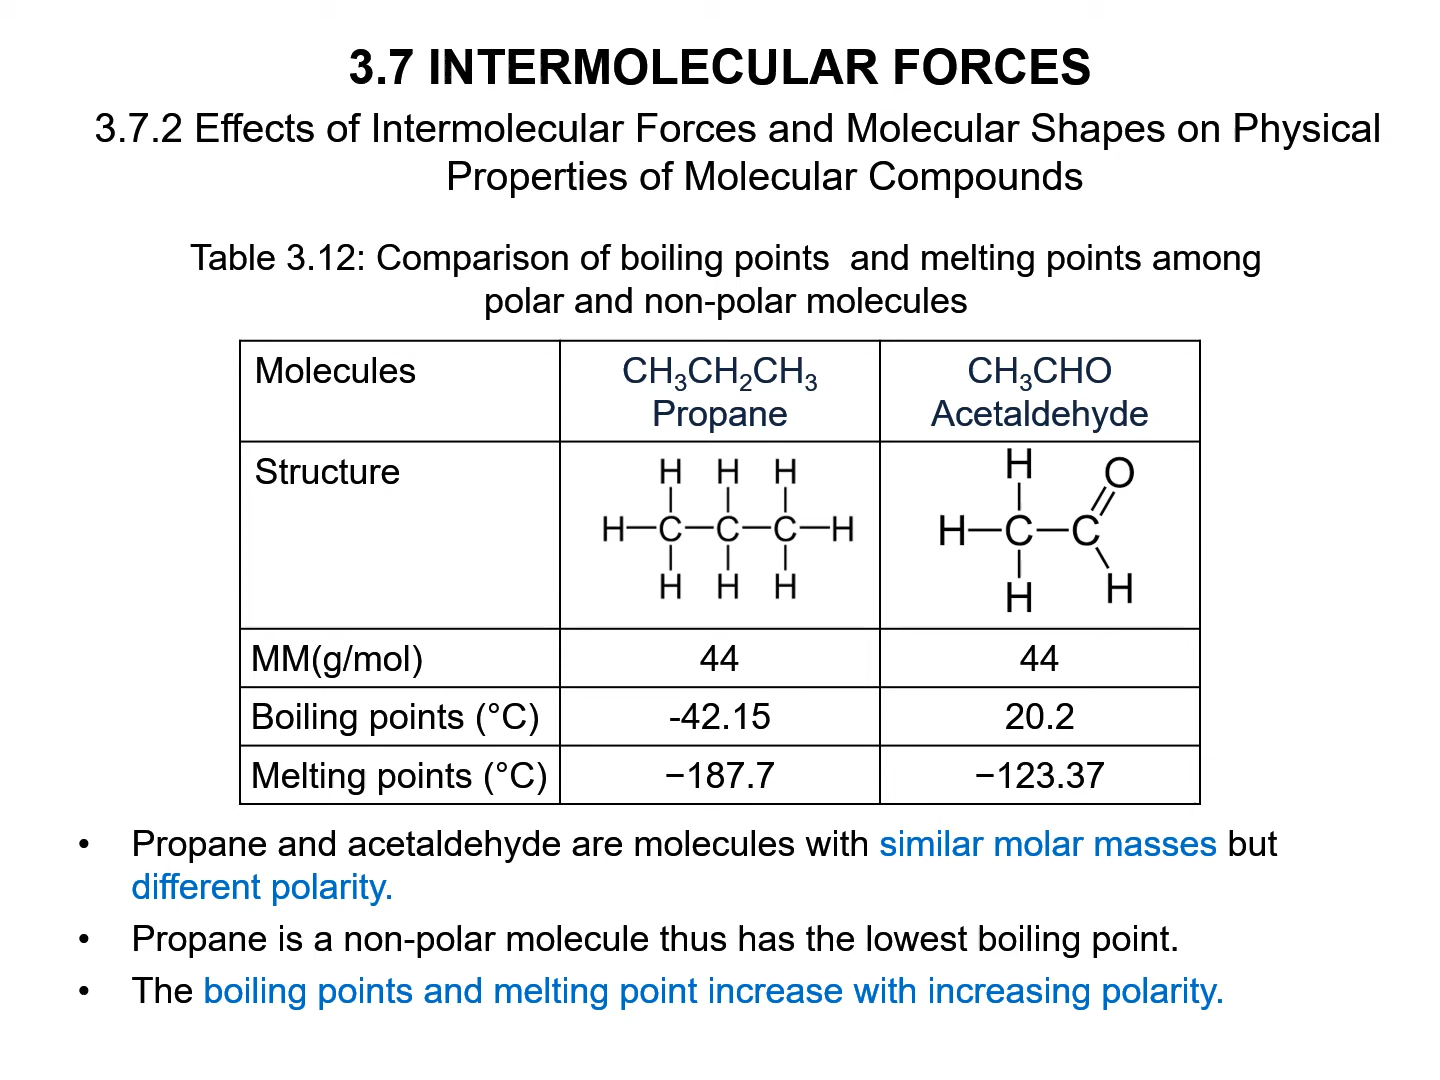 3.7 INTERMOLECULAR FORCES
3.7.2 Effects of Intermolecular Forces and Molecular Shapes on Physical
Properties of Molecular Compounds
Table 3.12: Comparison of boiling points  and melting points among
polar and non-polar molecules
Molecules
CH₃CH₂CH₃
Propane
CH₃CHO
Acetaldehyde
Structure
H H H
H—C—C—C—H
H H H
H O
H—C—C
H H
MM(g/mol) 44 44
Boiling points (°C) -42.15 20.2
Melting points (°C) −187.7 −123.37
• Propane and acetaldehyde are molecules with similar molar masses but
different polarity.
• Propane is a non-polar molecule thus has the lowest boiling point.
• The boiling points and melting point increase with increasing polarity.